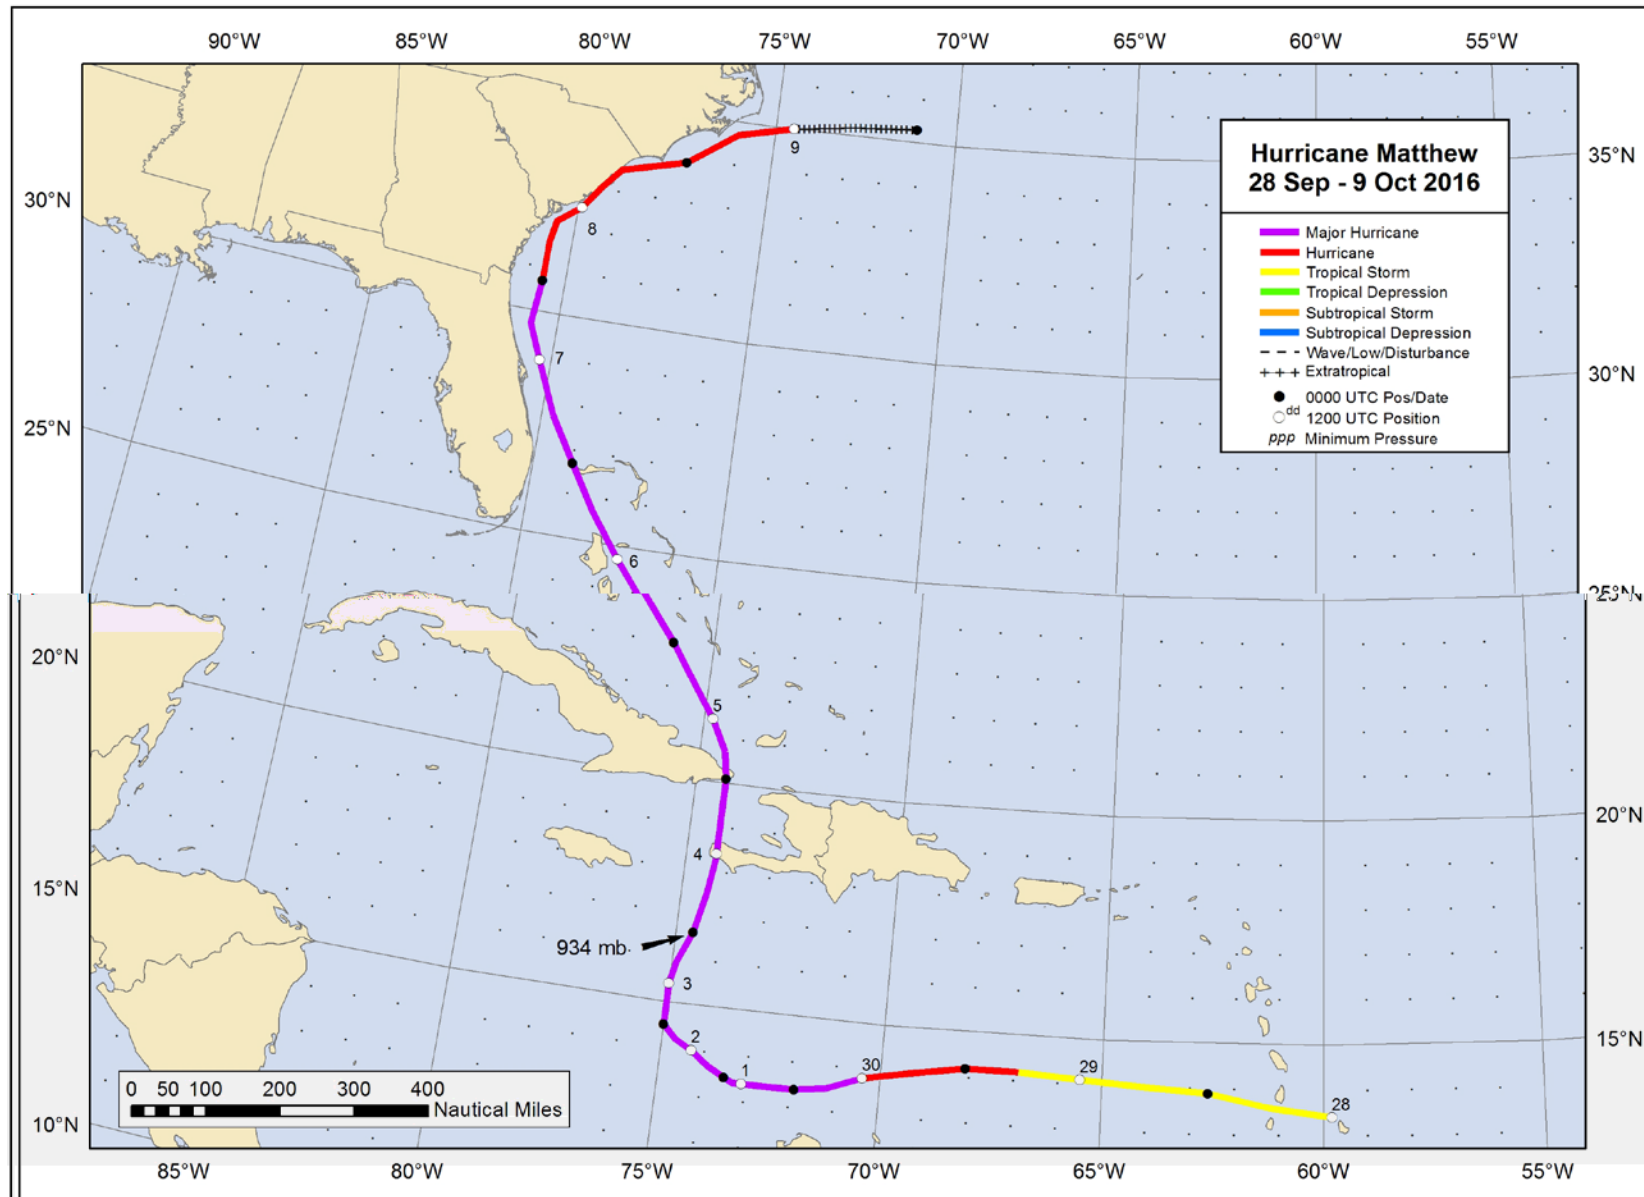 90°W 85°W 80°W 75°W 70°W 65°W 60°W 55°W
Hurricane Matthew
28 Sep - 9 Oct 2016
Major Hurricane
Hurricane
Tropical Storm
Tropical Depression
Subtropical Storm
Subtropical Depression
Wave/Low/Disturbance
+++ Extratropical
0000 UTC Pos/Date
dd 1200 UTC Position
ppp Minimum Pressure
9
35°N
30°N
8
7
30°N
25°N
6
25°N
20°N
5
20°N
4
15°N
934 mb
3
2
15°N
1
30
29
28
0 50 100 200 300 400
Nautical Miles
10°N
85°W 80°W 75°W 70°W 65°W 60°W 55°W